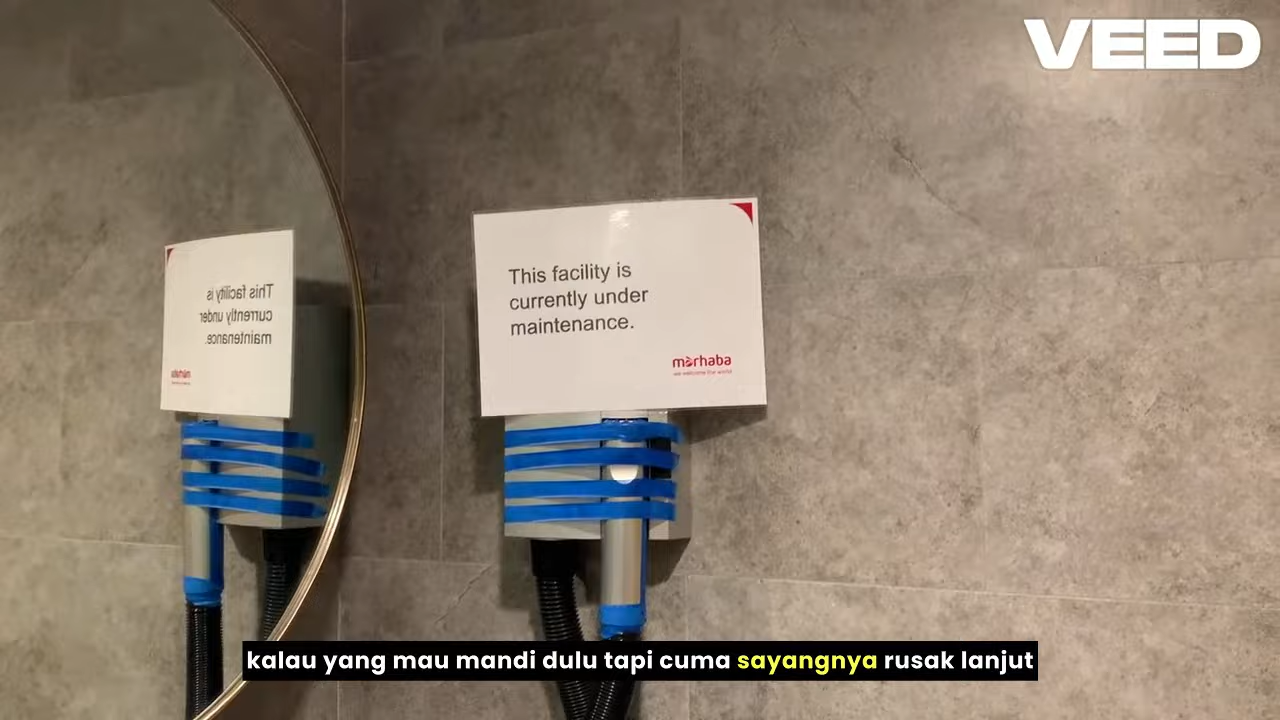 VEED
This facility is
currently under
maintenance.
marhaba
we welcome the world
This facility is
currently under
maintenance.
marhaba
kalau yang mau mandi dulu tapi cuma sayangnya rusak lanjut